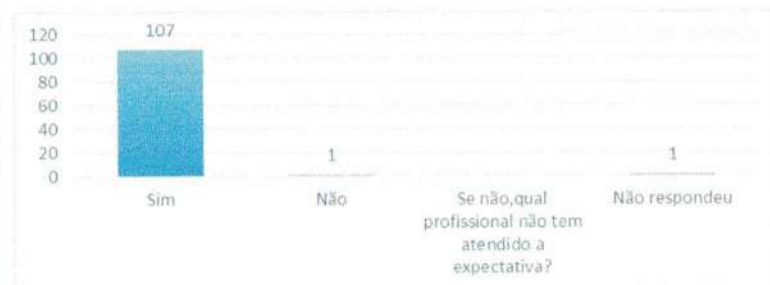 120
107
100
80
60
40
20
1
1
0
Sim
Não
Se não,qual
profissional não tem
atendido a
expectativa?
Não respondeu